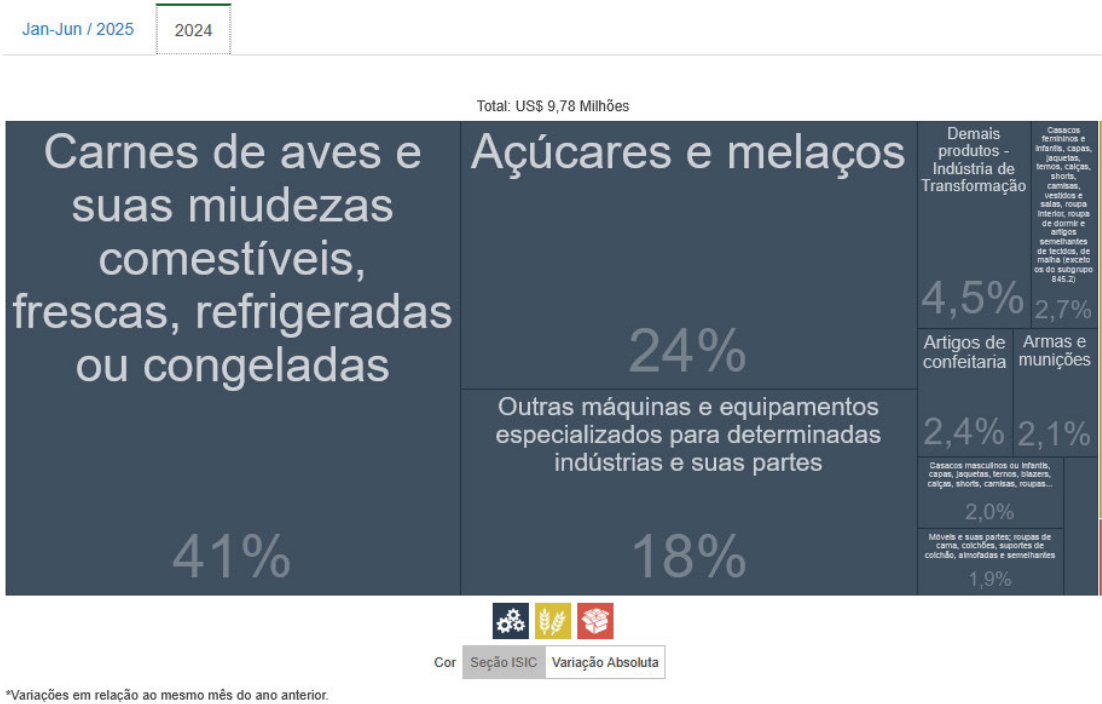 Jan-Jun / 2025
2024
Total: US$ 9,78 Milhões
Carnes de aves e
suas miudezas
comestíveis,
frescas, refrigeradas
ou congeladas
41%
Açúcares e melaços
24%
Outras máquinas e equipamentos
especializados para determinadas
indústrias e suas partes
18%
Demais
produtos -
Indústria de
Transformação
4,5%
Casacos
femininos e
infantis, capas,
jaquetas,
ternos, calças,
shorts,
camisas,
vestidos e
saias, roupa
interior, roupa
de dormir e
artigos
semelhantes
de tecidos, de
malha (exceto
os do subgrupo
845.2)
2,7%
Artigos de
confeitaria
2,4%
Armas e
munições
2,1%
Casacos masculinos ou infantis,
capas, jaquetas, ternos, blazers,
calças, shorts, camisas, roupas...
2,0%
Móveis e suas partes; roupas de
cama, colchões, suportes de
colchão, almofadas e semelhantes
1,9%
Cor
Seção ISIC
Variação Absoluta
*Variações em relação ao mesmo mês do ano anterior.